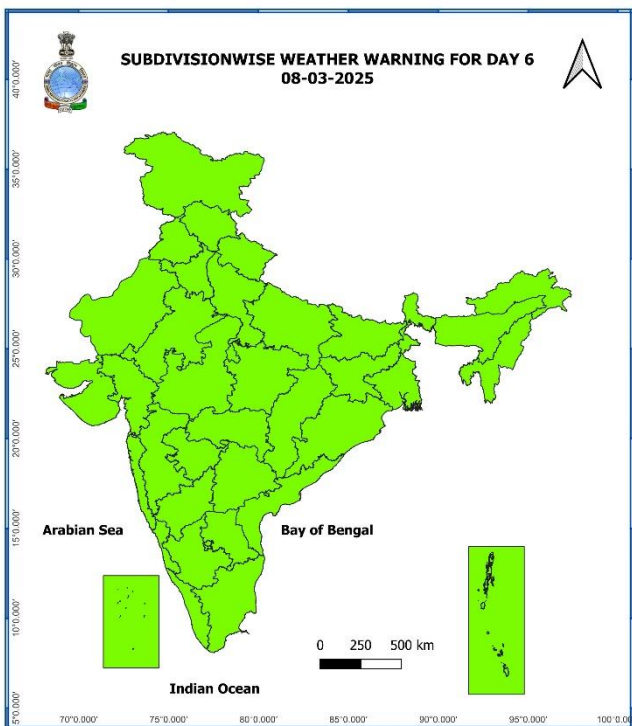 SUBDIVISIONWISE WEATHER WARNING FOR DAY 6
08-03-2025
40°0.000'
35°0.000'
30°0.000'
25°0.000'
20°0.000'
15°0.000'
10°0.000'
5°0.000'
Arabian Sea
Bay of Bengal
0 250 500 km
Indian Ocean
70°0.000' 75°0.000' 80°0.000' 85°0.000' 90°0.000' 95°0.000' 100°0.0